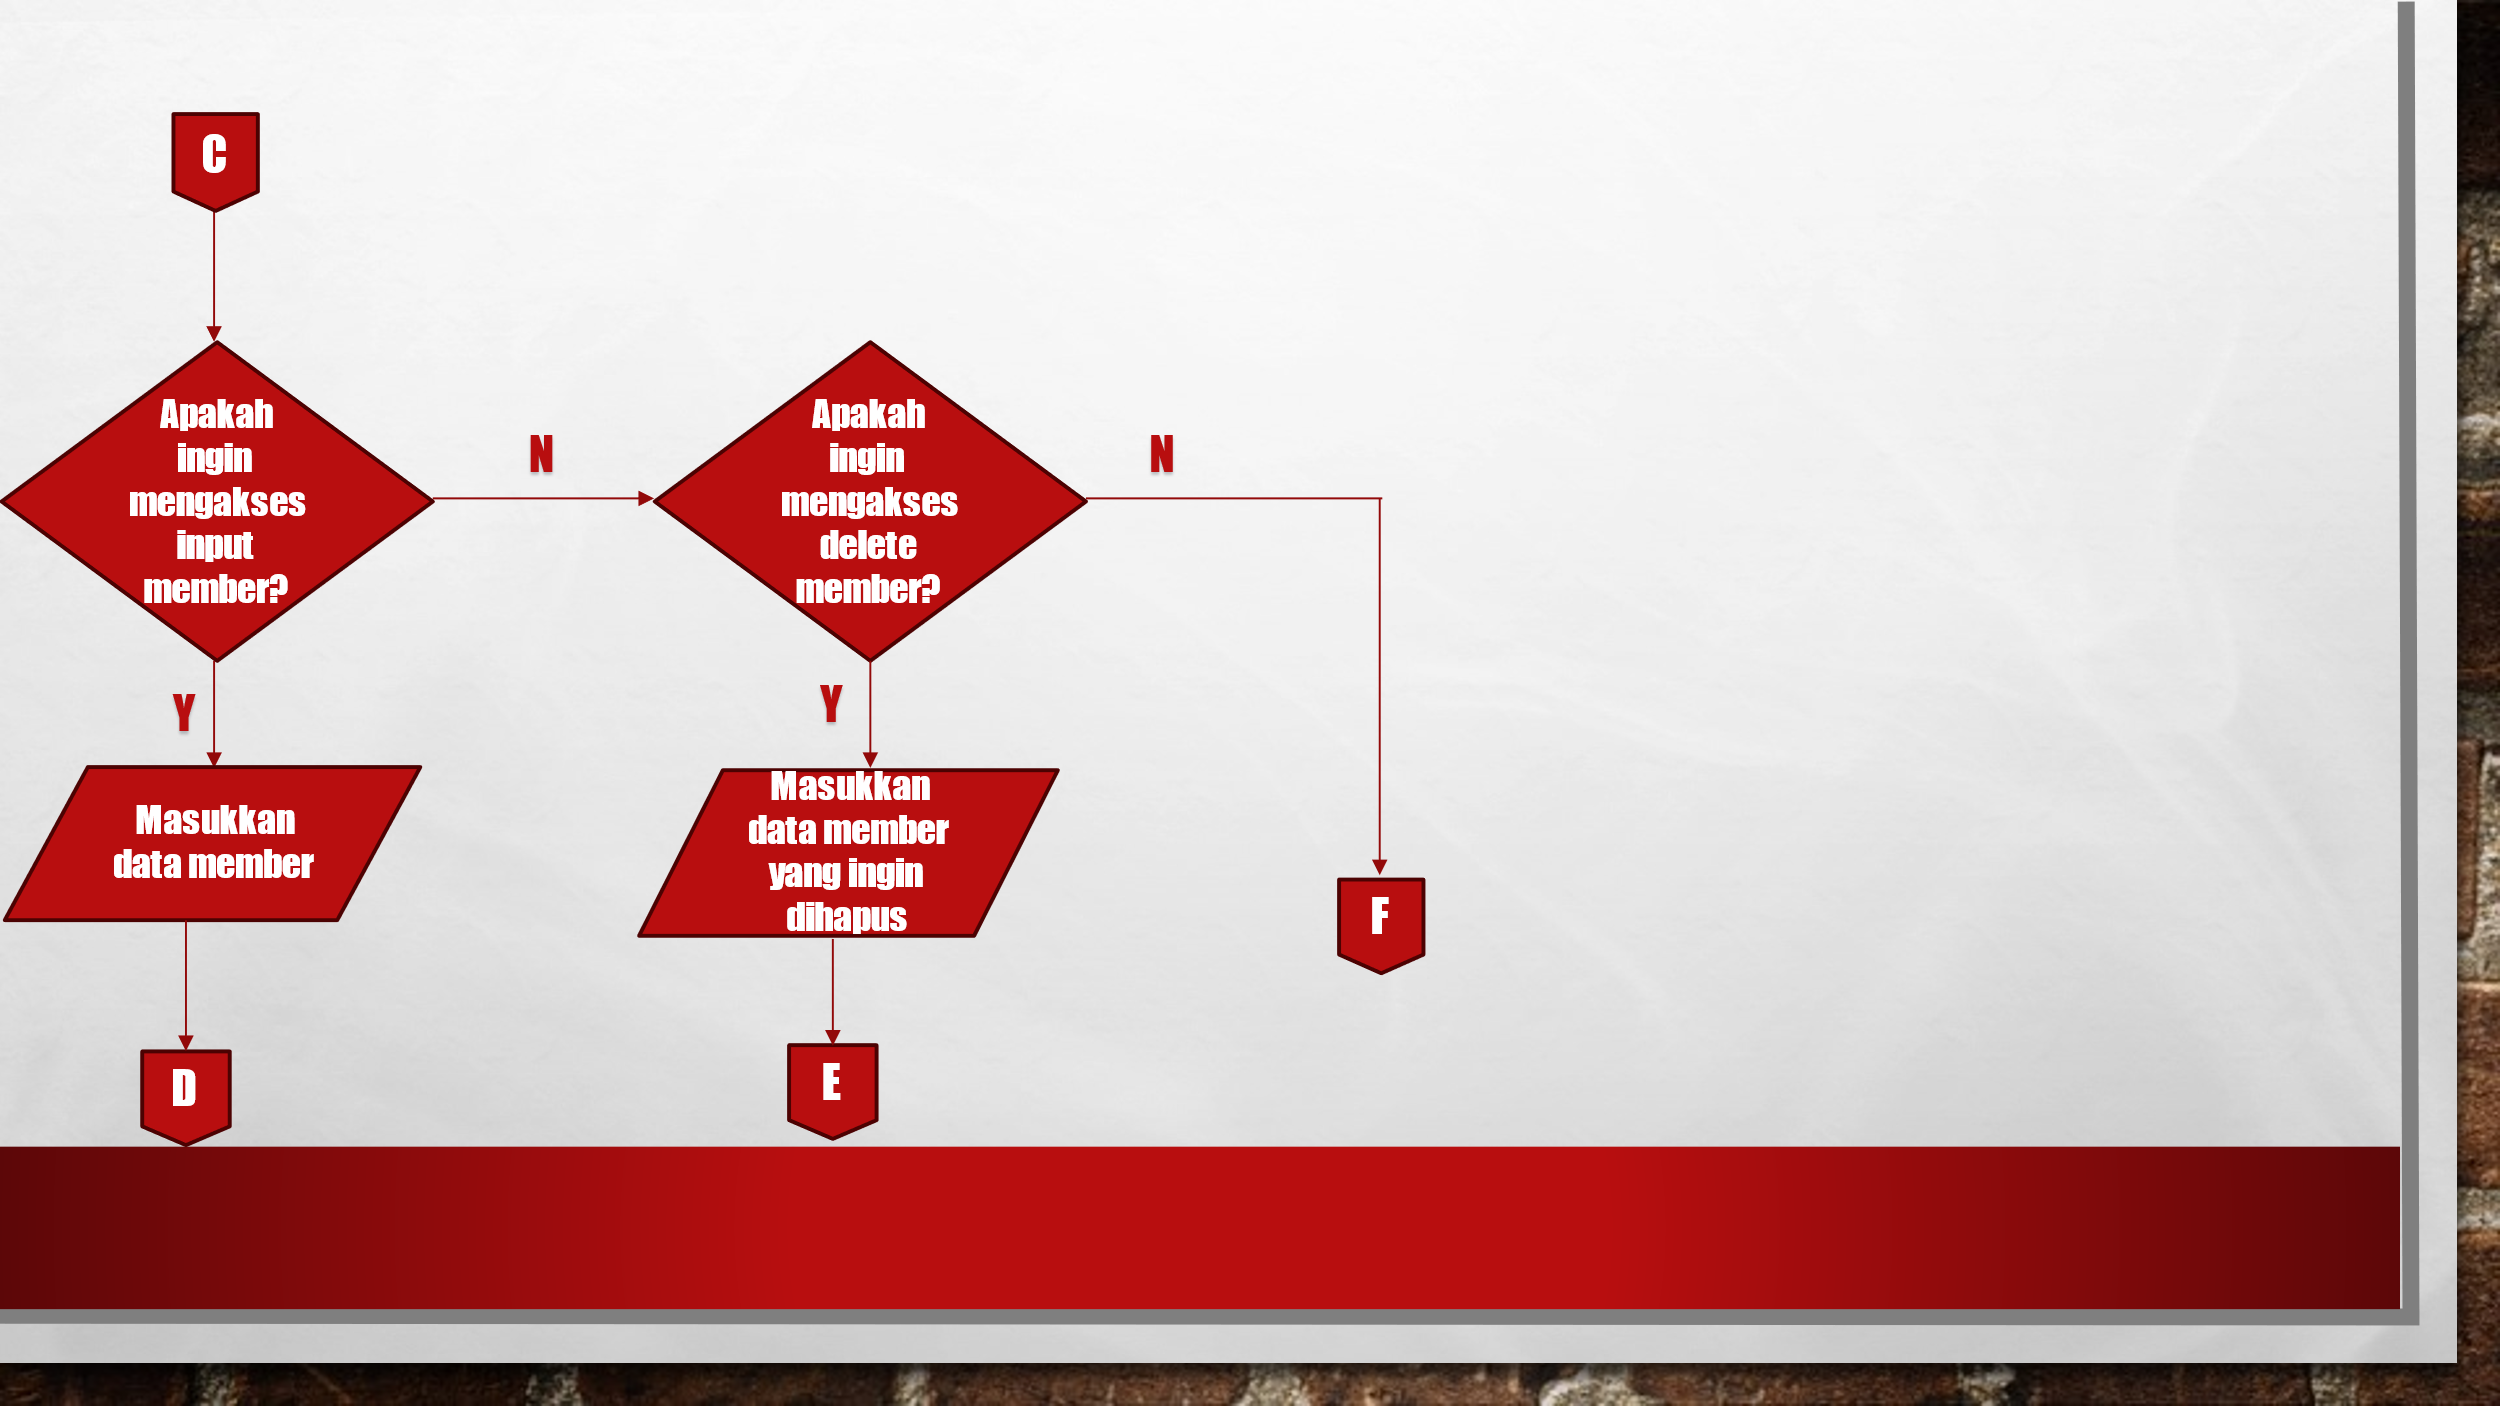 C
Apakah
ingin
mengakses
input
member?
N
Apakah
ingin
mengakses
delete
member?
N
Y
Y
Masukkan
data member
Masukkan
data member
yang ingin
dihapus
F
D
E